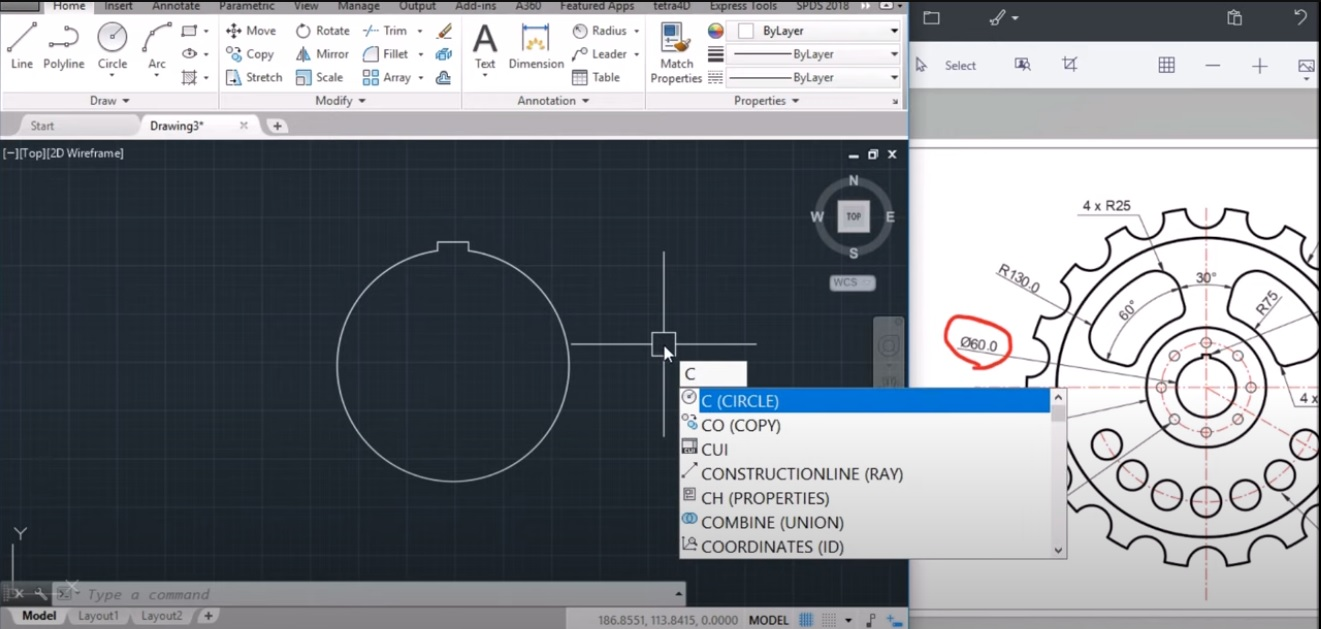 Home Insert Annotate Parametric View Manage Output Add-ins A360 Featured Apps tetra4D Express Tools SPDS 2018
Move Rotate Trim Radius ByLayer
Line Polyline Circle Arc Copy Mirror Fillet Text Dimension Leader Match Properties ByLayer
Stretch Scale Array Table ByLayer
Select
Draw Modify Annotation Properties
Start Drawing3*
[−][Top][2D Wireframe]
N
W TOP E
S
WCS
4 x R25
R130.0
30°
60°
R75
Ø60.0
4 x
C
C (CIRCLE)
CO (COPY)
CUI
CONSTRUCTIONLINE (RAY)
CH (PROPERTIES)
COMBINE (UNION)
COORDINATES (ID)
Y
X
Type a command
Model Layout1 Layout2
186.8551, 113.8415, 0.0000 MODEL